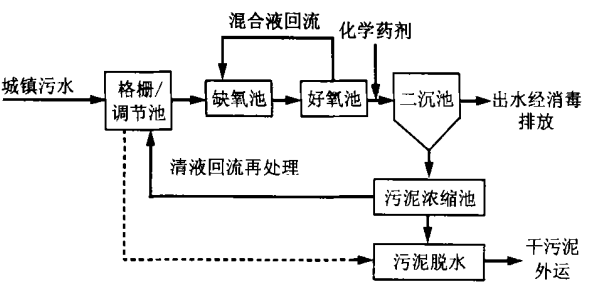 混合液回流
化学药剂
城镇污水
格栅/
调节池
缺氧池
好氧池
二沉池
出水经消毒
排放
清液回流再处理
污泥浓缩池
污泥脱水
干污泥
外运